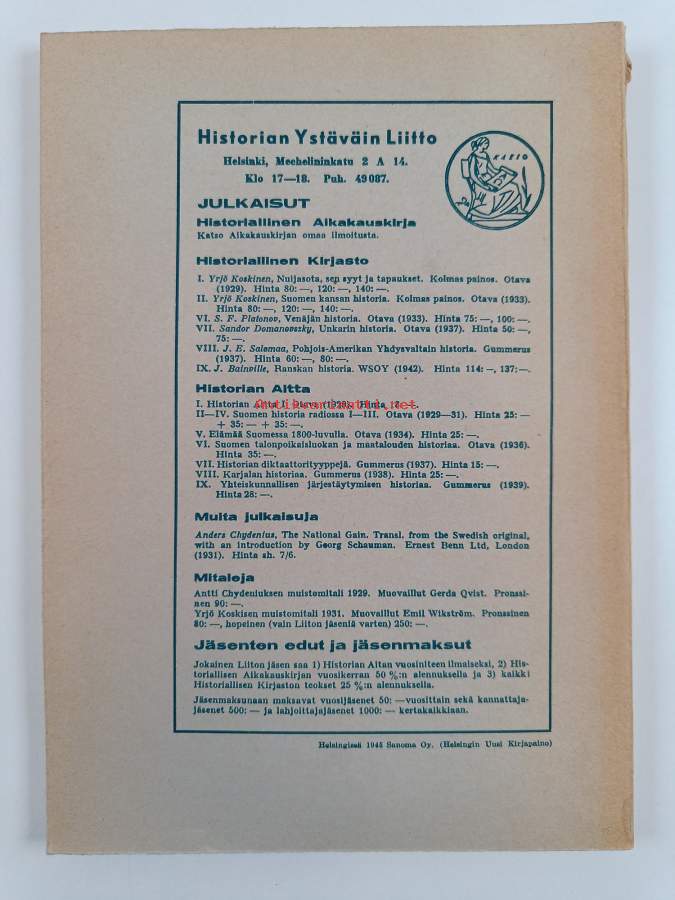 Historian Ystäväin Liitto
Helsinki, Mechelininkatu 2 A 14.
Klo 17—18. Puh. 49087.
JULKAISUT
Historiallinen Aikakauskirja
Katso Aikakauskirjan omaa ilmoitusta.
Historiallinen Kirjasto
I. Yrjö Koskinen, Nuijasota, sen syyt ja tapaukset. Kolmas painos. Otava
(1929). Hinta 80: —, 120: —, 140: —.
II. Yrjö Koskinen, Suomen kansan historia. Kolmas painos. Otava (1933).
Hinta 80: —, 120: —, 140: —.
VI. S. F. Platonov, Venäjän historia. Otava (1933). Hinta 75: —, 100: —.
VII. Sandor Domanovszky, Unkarin historia. Otava (1937). Hinta 50: —,
75: —.
VIII. J. E. Salomaa, Pohjois-Amerikan Yhdysvaltain historia. Gummerus
(1937). Hinta 60: —, 80: —.
IX. J. Bainville, Ranskan historia. WSOY (1942). Hinta 114: -, 137: —.
Historian Aitta
I. Historian Aitta I. Otava (1929). Hinta —.
Antikvariaatti.net
II—IV. Suomen historia radiossa I—III. Otava (1929—31). Hinta 25: —
+ 35: — + 35: —.
V. Elämää Suomessa 1800-luvulla. Otava (1934). Hinta 25: —.
VI. Suomen talonpoikaisluokan ja maatalouden historiaa. Otava (1936).
Hinta 35: —.
VII. Historian diktaattorityyppejä. Gummerus (1937). Hinta 15: —.
VIII. Karjalan historiaa. Gummerus (1938). Hinta 25: —.
IX. Yhteiskunnallisen järjestäytymisen historiaa. Gummerus (1939).
Hinta 28: —.
Muita julkaisuja
Anders Chydenius, The National Gain. Transl. from the Swedish original,
with an introduction by Georg Schauman. Ernest Benn Ltd, London
(1931). Hinta sh. 7/6.
Mitaleja
Antti Chydeniuksen muistomitali 1929. Muovaillut Gerda Qvist. Pronssi-
nen 90: —.
Yrjö Koskisen muistomitali 1931. Muovaillut Emil Wikström. Pronssinen
80: —, hopeinen (vain Liiton jäseniä varten) 250: —.
Jäsenten edut ja jäsenmaksut
Jokainen Liiton jäsen saa 1) Historian Aitan vuosiniteen ilmaiseksi, 2) His-
toriallisen Aikakauskirjan vuosikerran 50 %:n alennuksella ja 3) kaikki
Historiallisen Kirjaston teokset 25 %:n alennuksella.
Jäsenmaksunaan maksavat vuosijäsenet 50: — vuosittain sekä kannattaja-
jäsenet 500: — ja lahjoittajajäsenet 1000: — kertakaikkiaan.
Helsingissä 1943 Sanoma Oy. (Helsingin Uusi Kirjapaino)